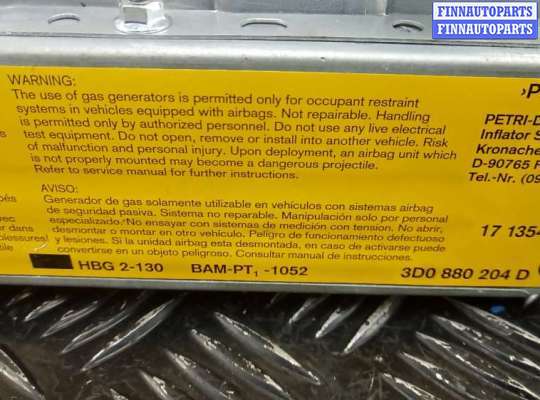 FINNAUTOPARTS
FINNAUTOPARTS
WARNING:
The use of gas generators is permitted only for occupant restraint
systems in vehicles equipped with airbags. Not repairable. Handling
is permitted only by authorized personnel. Do not use any live electrical
test equipment. Do not open, remove or install into another vehicle. Risk
of malfunction and personal injury. Upon deployment, an airbag unit which
is not properly mounted may become a dangerous projectile.
Refer to service manual for further instructions.
AVISO:
Generador de gas solamente utilizable en vehículos con sistemas airbag
de seguridad pasiva. Sistema no reparable. Manipulación solo por personal
especializado. No ensayar con sistemas de medición con tension. No abrir,
desmontar o montar en otro vehículo. Peligro de funcionamiento defectuoso
y lesiones. Si la unidad airbag esta desmontada, en caso de activarse puede
convertirse en un objeto peligroso. Consultar manual de instrucciones.
HBG 2-130 BAM-PT₁ -1052
3D0 880 204 D
›P
PETRI-D
Inflator S
Kronache
D-90765 F
Tel.-Nr. (09
17 1354